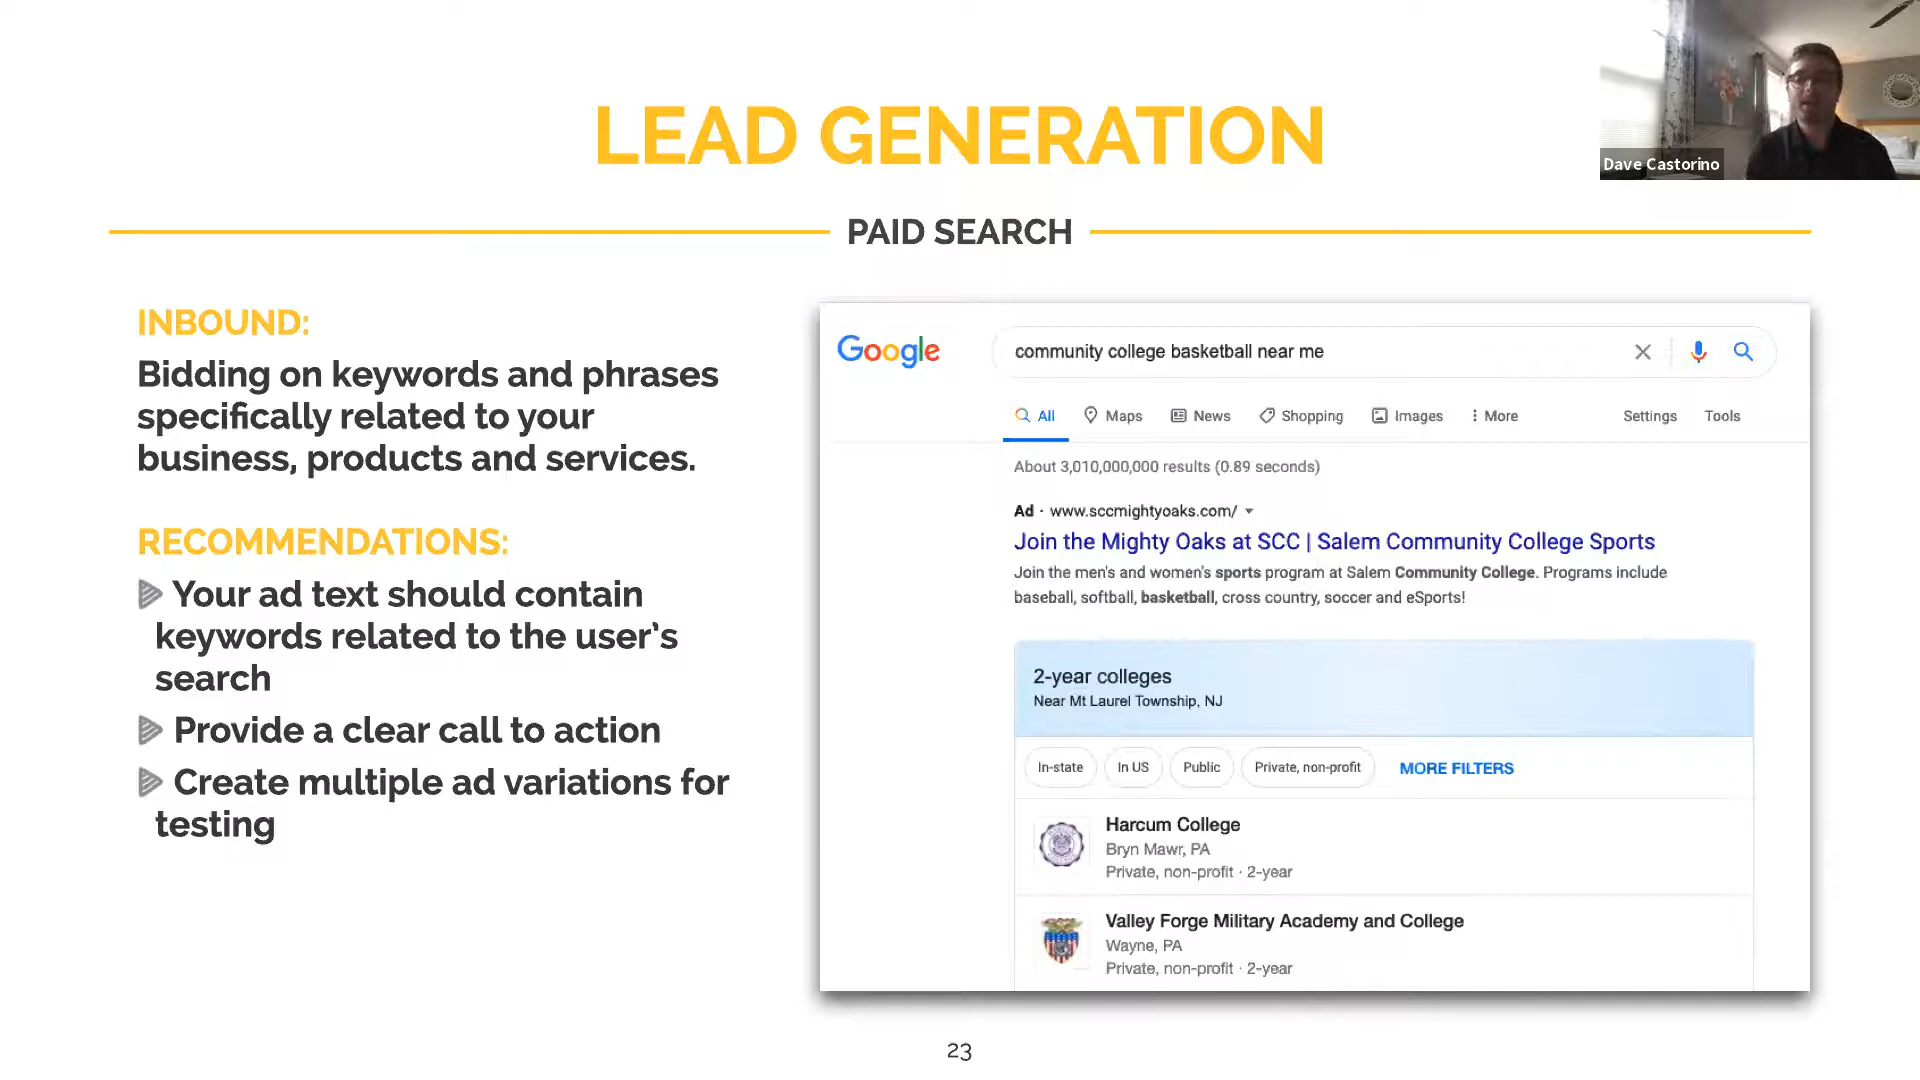 LEAD GENERATION
Dave Castorino
PAID SEARCH
INBOUND:
Bidding on keywords and phrases
specifically related to your
business, products and services.
RECOMMENDATIONS:
Your ad text should contain
keywords related to the user's
search
Provide a clear call to action
Create multiple ad variations for
testing
Google
community college basketball near me
All Maps News Shopping Images More Settings Tools
About 3,010,000,000 results (0.89 seconds)
Ad · www.sccmightyoaks.com/
Join the Mighty Oaks at SCC | Salem Community College Sports
Join the men's and women's sports program at Salem Community College. Programs include
baseball, softball, basketball, cross country, soccer and eSports!
2-year colleges
Near Mt Laurel Township, NJ
In-state In US Public Private, non-profit MORE FILTERS
Harcum College
Bryn Mawr, PA
Private, non-profit · 2-year
Valley Forge Military Academy and College
Wayne, PA
Private, non-profit · 2-year
23